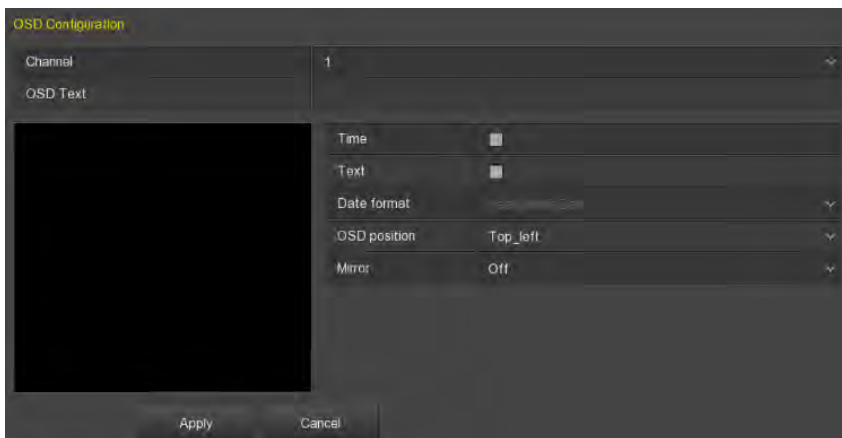 OSD Configuration
Channel 1
OSD Text
Time
Text
Date format
OSD position Top_left
Mirror Off
Apply Cancel